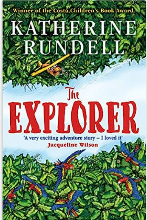 Winner of the Costa Children's Book Award
KATHERINE
RUNDELL
The
EXPLORER
'A very exciting adventure story – I loved it'
Jacqueline Wilson